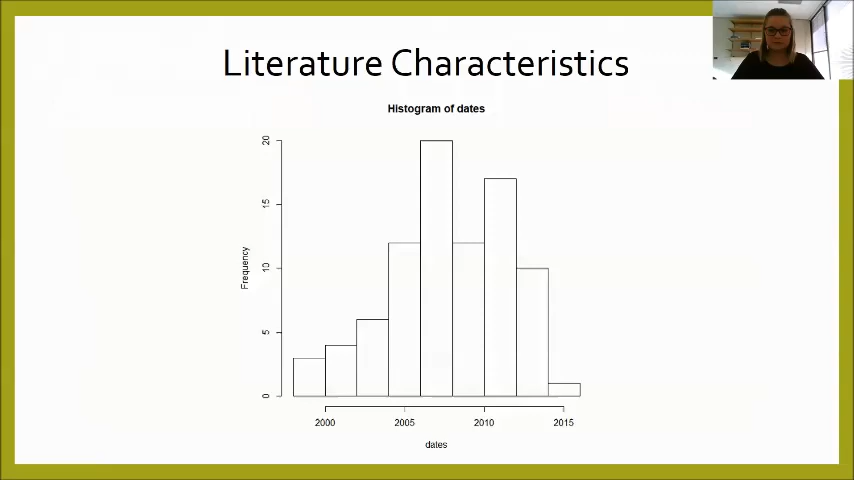 Literature Characteristics
Histogram of dates
20
15
10
5
0
Frequency
2000 2005 2010 2015
dates